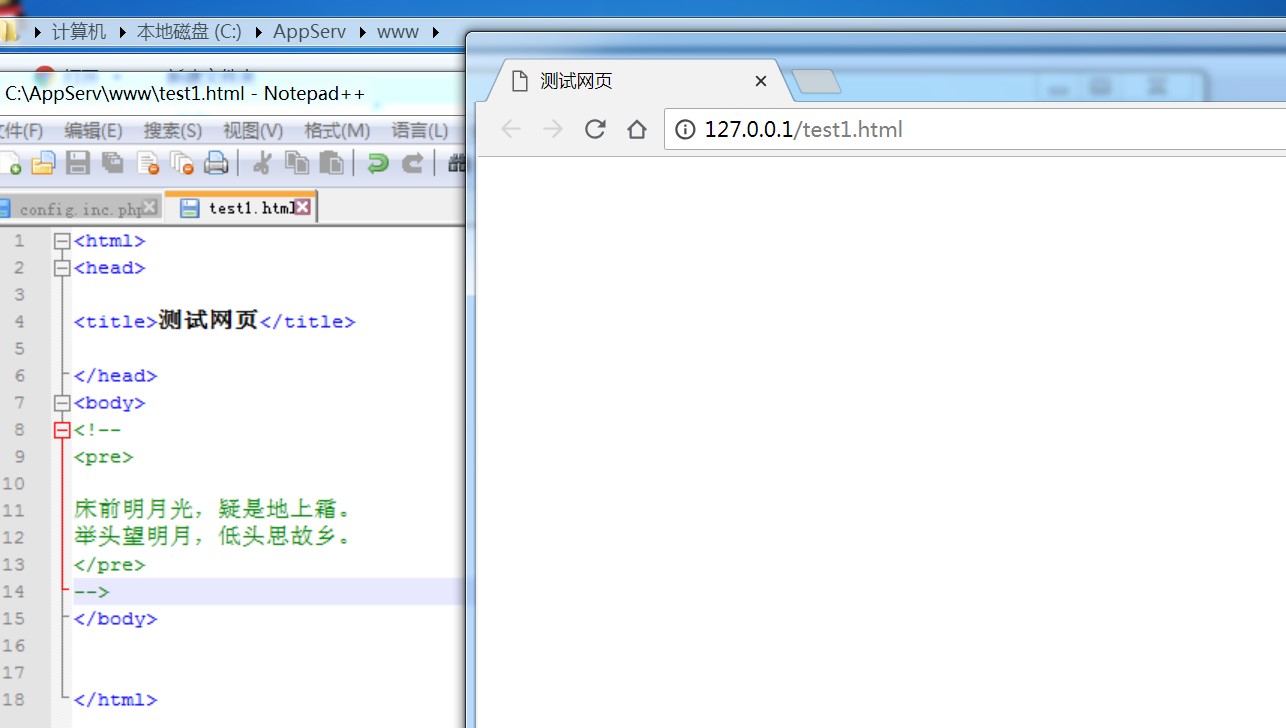 计算机 本地磁盘 (C:) AppServ www
C:\AppServ\www\test1.html - Notepad++
文件(F) 编辑(E) 搜索(S) 视图(V) 格式(M) 语言(L)
config.inc.php test1.html
1 <html>
2 <head>
3
4 <title>测试网页</title>
5
6 </head>
7 <body>
8 <!--
9 <pre>
10
11 床前明月光，疑是地上霜。
12 举头望明月，低头思故乡。
13 </pre>
14 -->
15 </body>
16
17
18 </html>
测试网页
127.0.0.1/test1.html